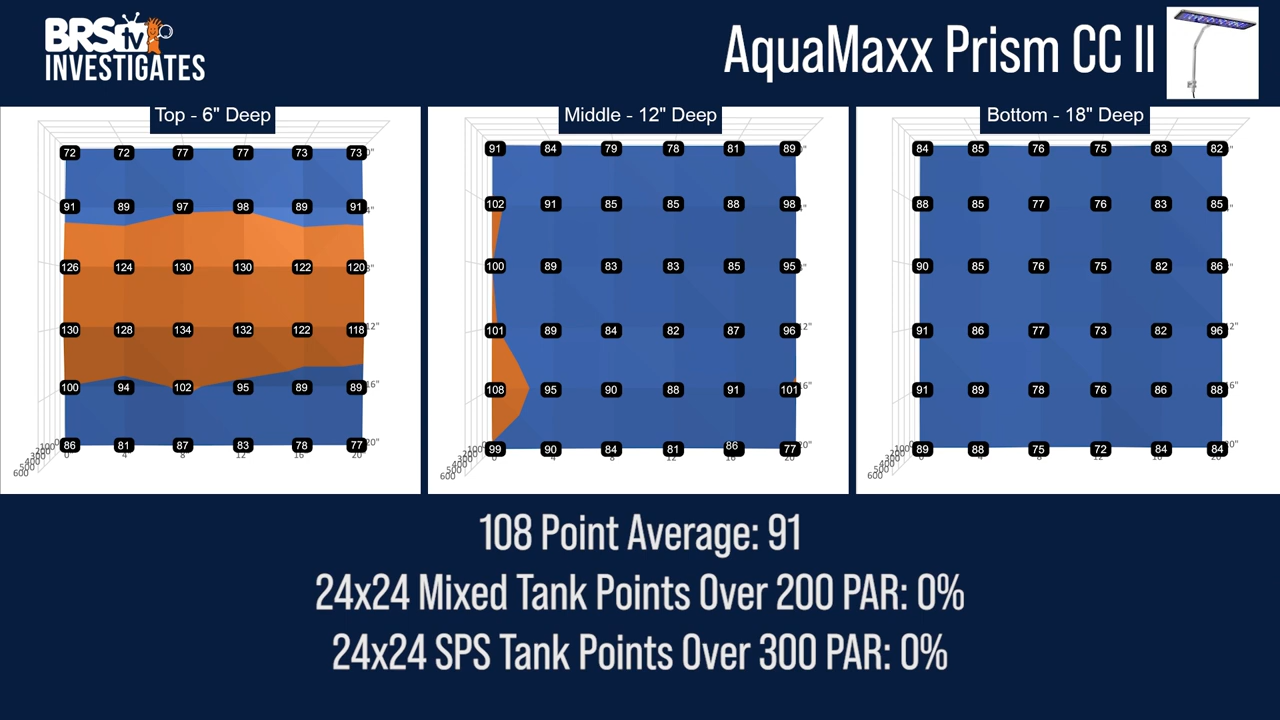 BRS tv
INVESTIGATES
AquaMaxx Prism CC II
Top - 6" Deep
72 72 77 77 73 73
91 89 97 98 89 91
126 124 130 130 122 120
130 128 134 132 122 118
100 94 102 95 89 89
86 81 87 83 78 77
Middle - 12" Deep
91 84 79 78 81 89
102 91 85 85 88 98
100 89 83 83 85 95
101 89 84 82 87 96
108 95 90 88 91 101
99 90 84 81 86 77
Bottom - 18" Deep
84 85 76 75 83 82
88 85 77 76 83 85
90 85 76 75 82 86
91 86 77 73 82 96
91 89 78 76 86 88
89 88 75 72 84 84
108 Point Average: 91
24x24 Mixed Tank Points Over 200 PAR: 0%
24x24 SPS Tank Points Over 300 PAR: 0%